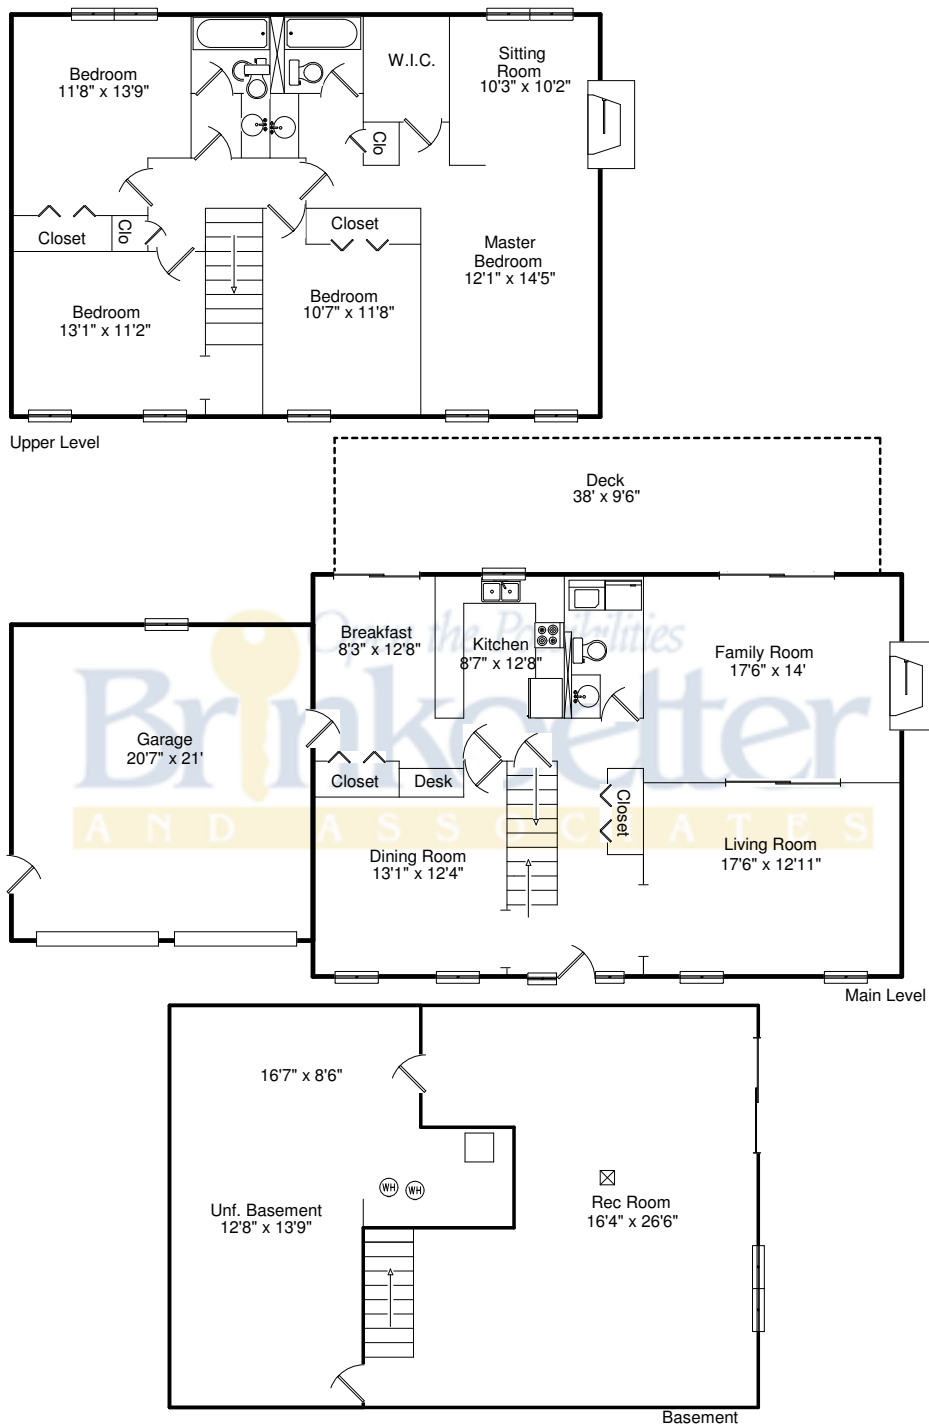 Bedroom
11'8" x 13'9"
W.I.C.
Sitting
Room
10'3" x 10'2"
Clo
Closet
Clo
Closet
Master
Bedroom
12'1" x 14'5"
Bedroom
13'1" x 11'2"
Bedroom
10'7" x 11'8"
Upper Level
Deck
38' x 9'6"
Open the Possibilities
Brinkoetter
AND ASSOCIATES
Breakfast
8'3" x 12'8"
Kitchen
8'7" x 12'8"
Family Room
17'6" x 14'
Garage
20'7" x 21'
Closet
Desk
Closet
Dining Room
13'1" x 12'4"
Living Room
17'6" x 12'11"
Main Level
16'7" x 8'6"
WH
WH
Unf. Basement
12'8" x 13'9"
Rec Room
16'4" x 26'6"
Basement